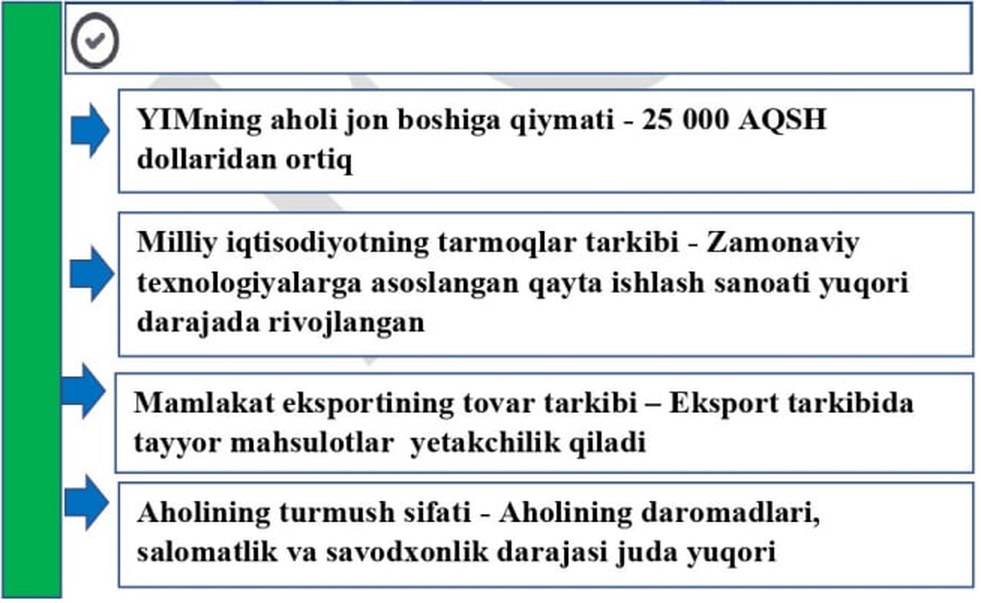 YIMning aholi jon boshiga qiymati - 25 000 AQSH
dollaridan ortiq
Milliy iqtisodiyotning tarmoqlar tarkibi - Zamonaviy
texnologiyalarga asoslangan qayta ishlash sanoati yuqori
darajada rivojlangan
Mamlakat eksportining tovar tarkibi – Eksport tarkibida
tayyor mahsulotlar  yetakchilik qiladi
Aholining turmush sifati - Aholining daromadlari,
salomatlik va savodxonlik darajasi juda yuqori